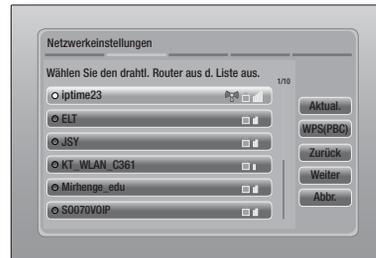 Netzwerkeinstellungen
Wählen Sie den drahtl. Router aus d. Liste aus.
1/10
iptime23
ELT
JSY
KT_WLAN_C361
Mirhenge_edu
SO070VOIP
Aktual.
WPS(PBC)
Zurück
Weiter
Abbr.